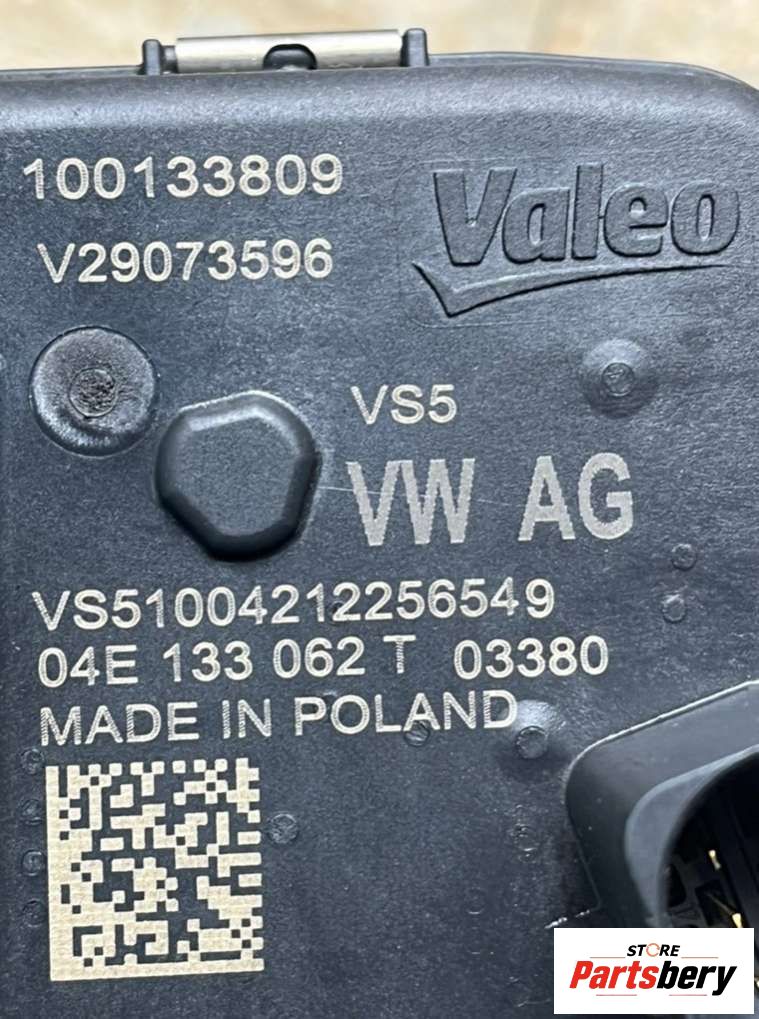 100133809
Valeo
V29073596
VS5
VW AG
VS51004212256549
04E 133 062 T 03380
MADE IN POLAND
STORE
Partsbery